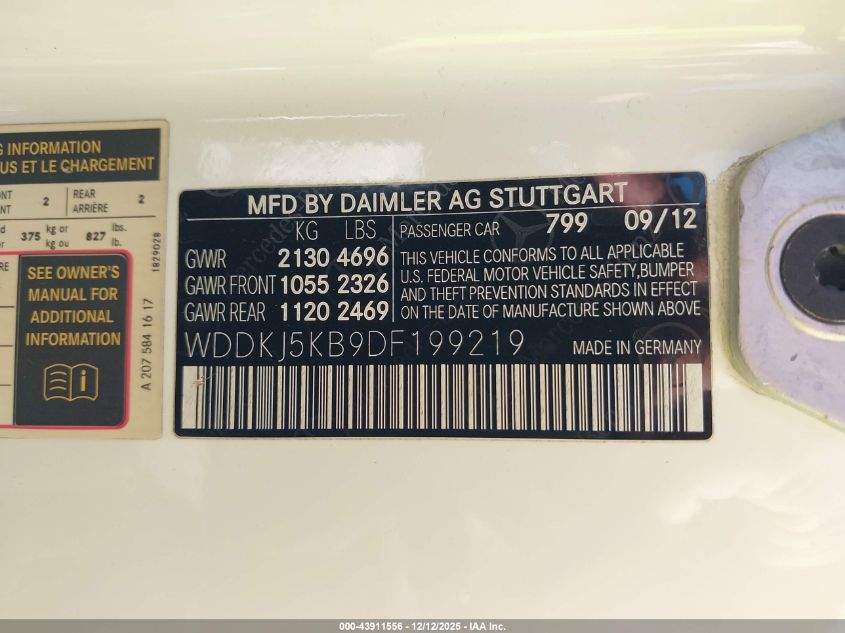 G INFORMATION
US ET LE CHARGEMENT
NT 2 REAR 2
ARRIÈRE
375 kg or 827 lbs.
kg ou lb.
1829028
SEE OWNER'S
MANUAL FOR
ADDITIONAL
INFORMATION
A 207 584 16 17
MFD BY DAIMLER AG STUTTGART
KG LBS PASSENGER CAR 799 09/12
GVWR 2130 4696
GAWR FRONT 1055 2326
GAWR REAR 1120 2469
THIS VEHICLE CONFORMS TO ALL APPLICABLE
U.S. FEDERAL MOTOR VEHICLE SAFETY,BUMPER
AND THEFT PREVENTION STANDARDS IN EFFECT
ON THE DATE OF MANUFACTURE SHOWN ABOVE
WDDKJ5KB9DF199219 MADE IN GERMANY
000-43911556 - 12/12/2025 - IAA Inc.